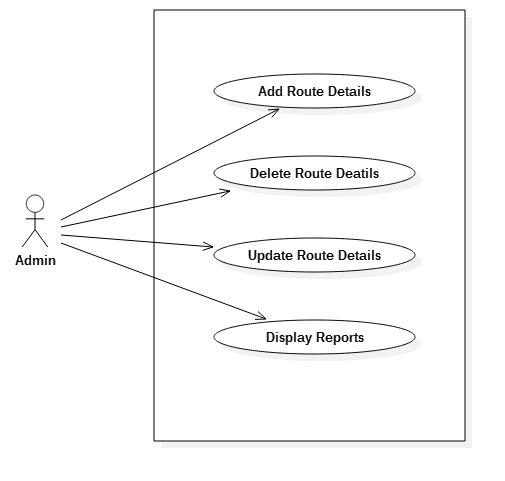 Add Route Details
Delete Route Deatils
Admin
Update Route Details
Display Reports